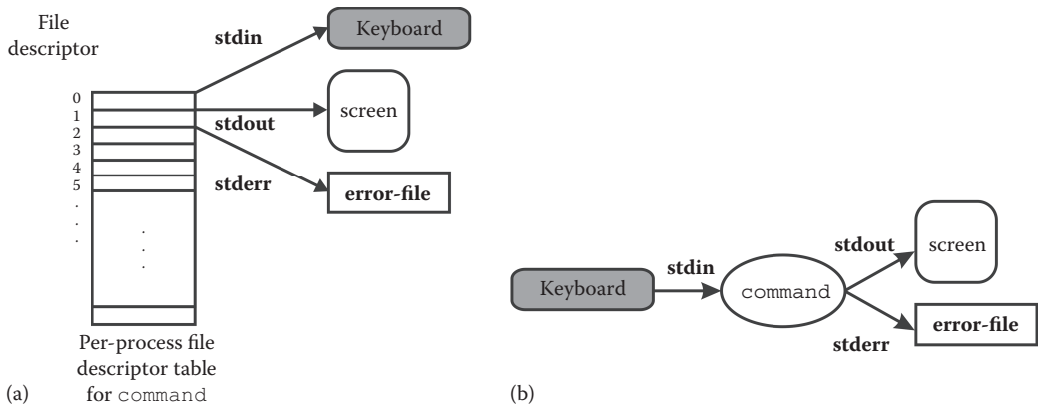 File
descriptor
stdin
Keyboard
0
1
2
3
4
5
.
.
.
.
.
.
stdout
screen
stderr
error-file
Per-process file
descriptor table
for command
(a)
Keyboard
stdin
command
stdout
screen
stderr
error-file
(b)